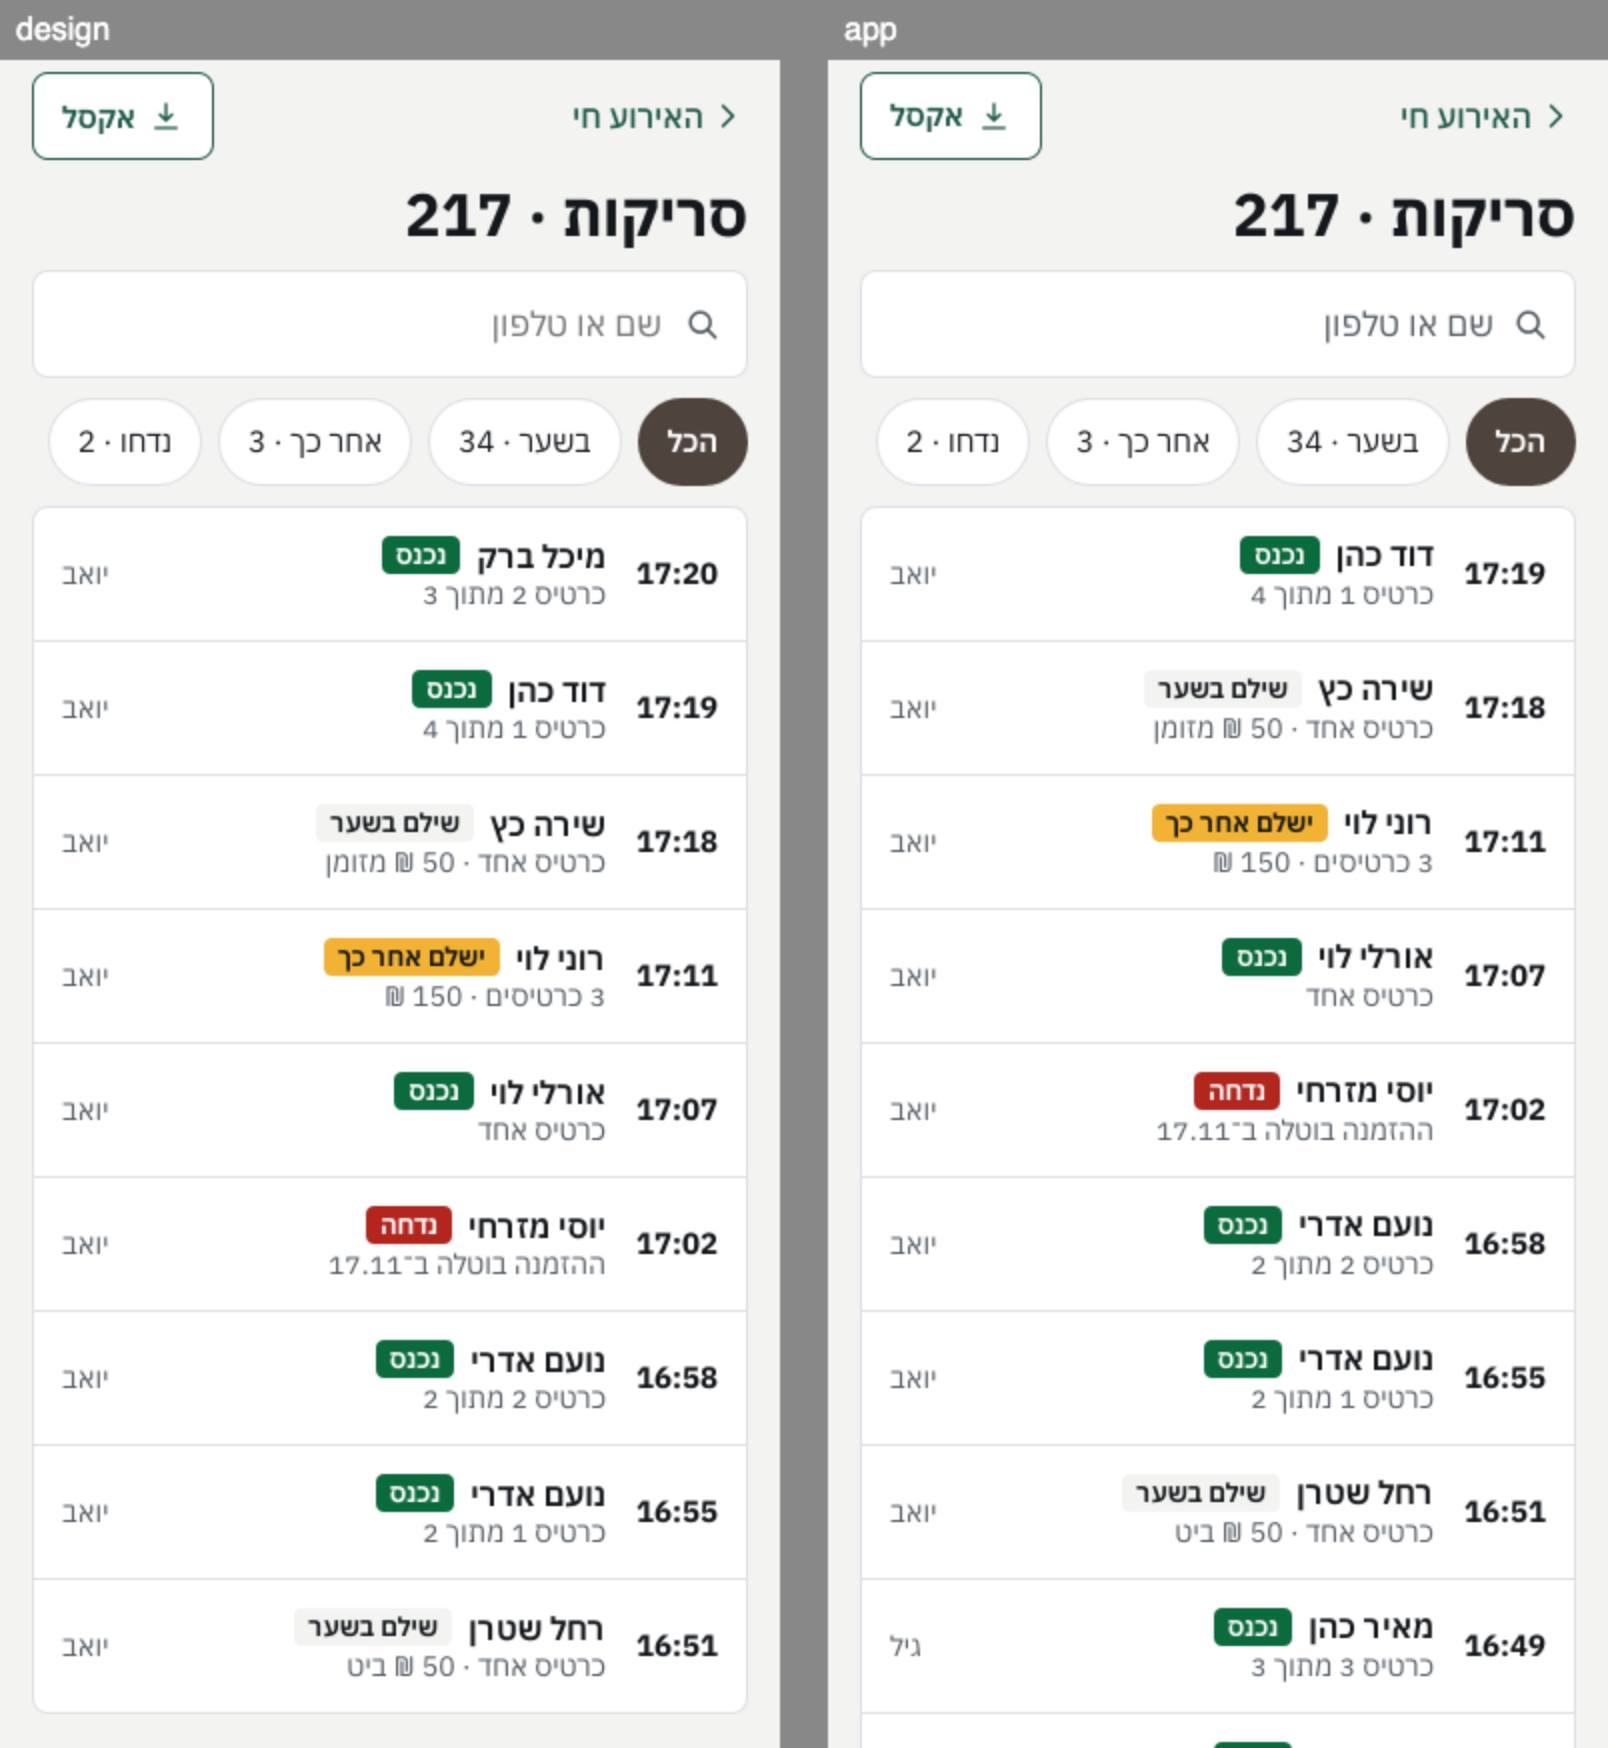 design
האירוע חי
אקסל
סריקות · 217
שם או טלפון
הכל
בשער · 34
אחר כך · 3
נדחו · 2
17:20 מיכל ברק נכנס יואב
כרטיס 2 מתוך 3
17:19 דוד כהן נכנס יואב
כרטיס 1 מתוך 4
17:18 שירה כץ שילם בשער יואב
כרטיס אחד · 50 ₪ מזומן
17:11 רוני לוי ישלם אחר כך יואב
3 כרטיסים · 150 ₪
17:07 אורלי לוי נכנס יואב
כרטיס אחד
17:02 יוסי מזרחי נדחה יואב
ההזמנה בוטלה ב־17.11
16:58 נועם אדרי נכנס יואב
כרטיס 2 מתוך 2
16:55 נועם אדרי נכנס יואב
כרטיס 1 מתוך 2
16:51 רחל שטרן שילם בשער יואב
כרטיס אחד · 50 ₪ ביט
app
האירוע חי
אקסל
סריקות · 217
שם או טלפון
הכל
בשער · 34
אחר כך · 3
נדחו · 2
17:19 דוד כהן נכנס יואב
כרטיס 1 מתוך 4
17:18 שירה כץ שילם בשער יואב
כרטיס אחד · 50 ₪ מזומן
17:11 רוני לוי ישלם אחר כך יואב
3 כרטיסים · 150 ₪
17:07 אורלי לוי נכנס יואב
כרטיס אחד
17:02 יוסי מזרחי נדחה יואב
ההזמנה בוטלה ב־17.11
16:58 נועם אדרי נכנס יואב
כרטיס 2 מתוך 2
16:55 נועם אדרי נכנס יואב
כרטיס 1 מתוך 2
16:51 רחל שטרן שילם בשער יואב
כרטיס אחד · 50 ₪ ביט
16:49 מאיר כהן נכנס גיל
כרטיס 3 מתוך 3